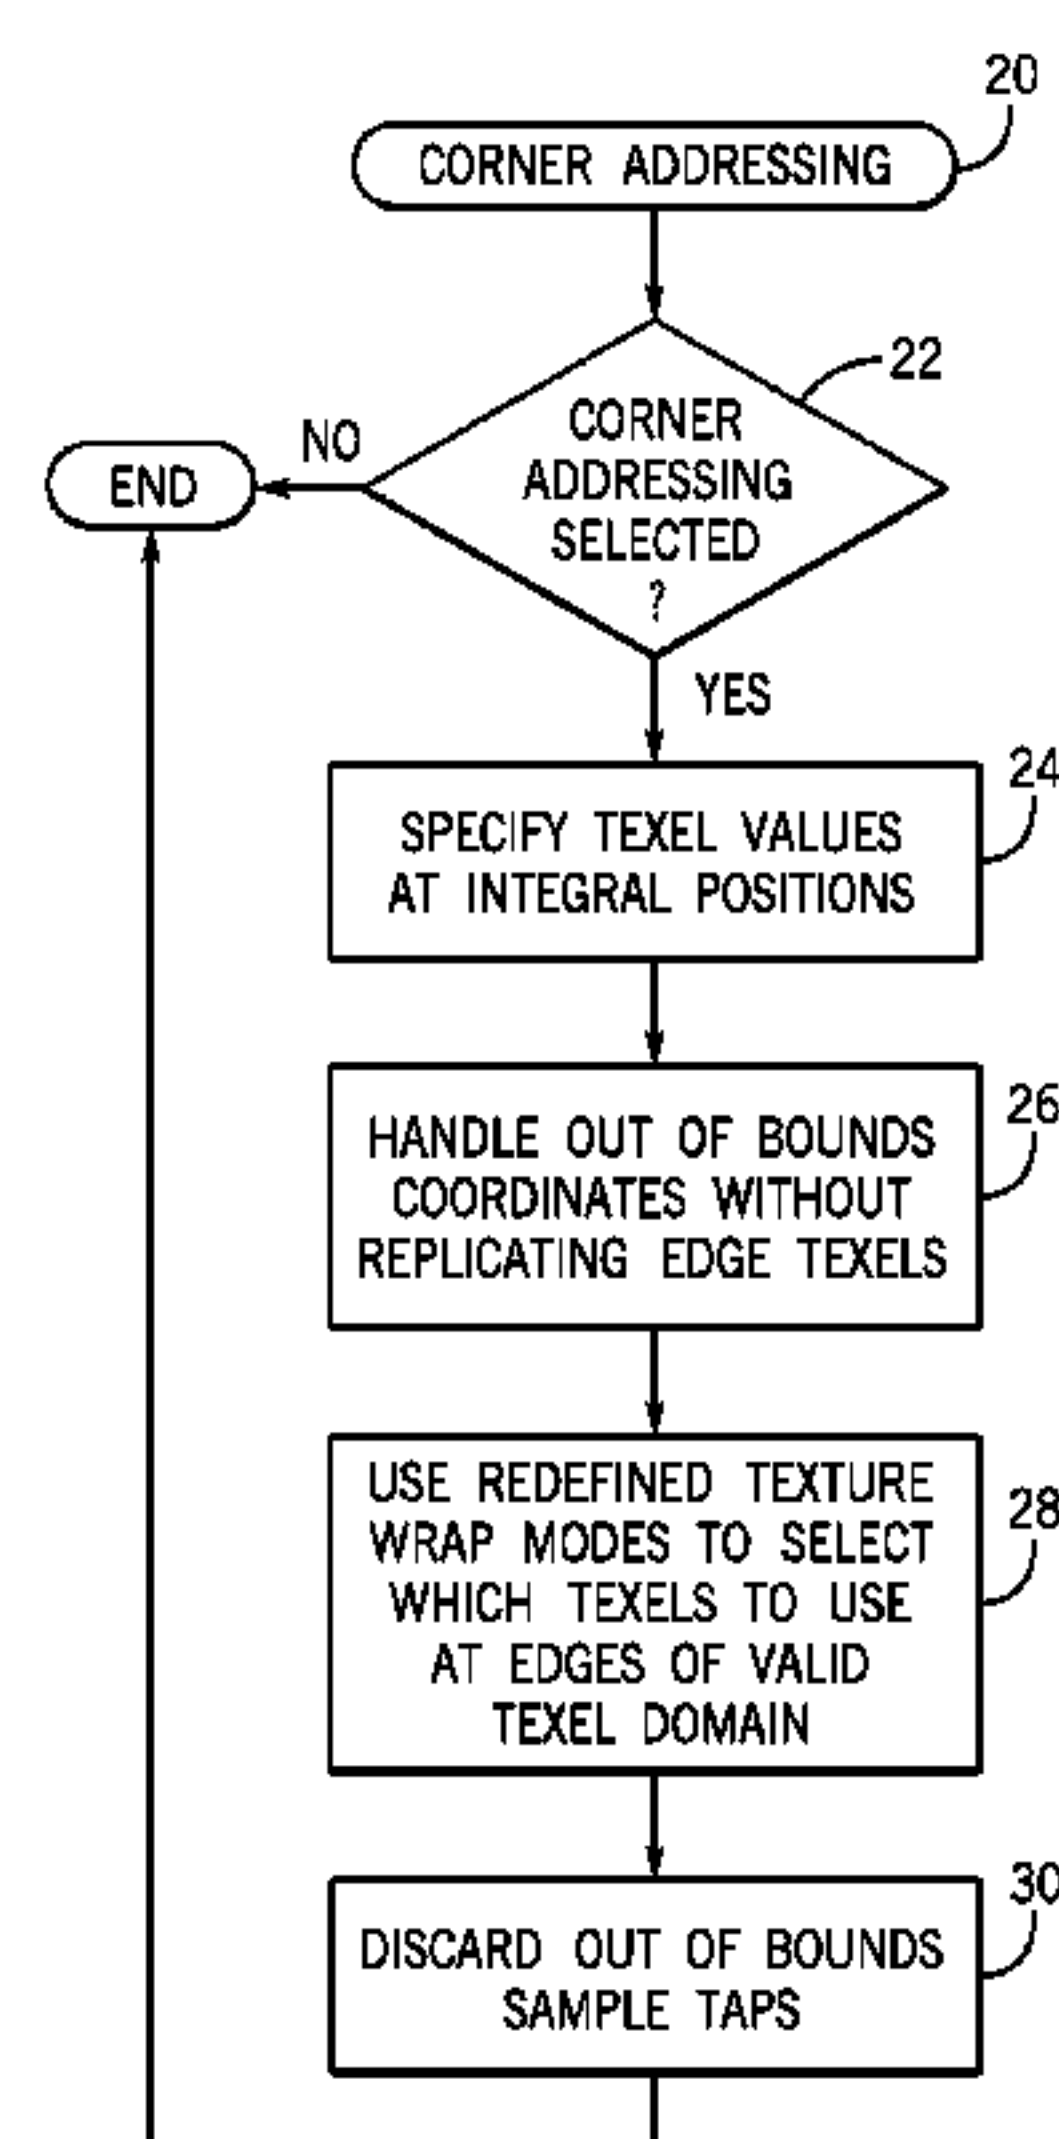 20
CORNER ADDRESSING
22
CORNER
ADDRESSING
SELECTED
?
NO
END
YES
24
SPECIFY TEXEL VALUES
AT INTEGRAL POSITIONS
26
HANDLE OUT OF BOUNDS
COORDINATES WITHOUT
REPLICATING EDGE TEXELS
28
USE REDEFINED TEXTURE
WRAP MODES TO SELECT
WHICH TEXELS TO USE
AT EDGES OF VALID
TEXEL DOMAIN
30
DISCARD OUT OF BOUNDS
SAMPLE TAPS